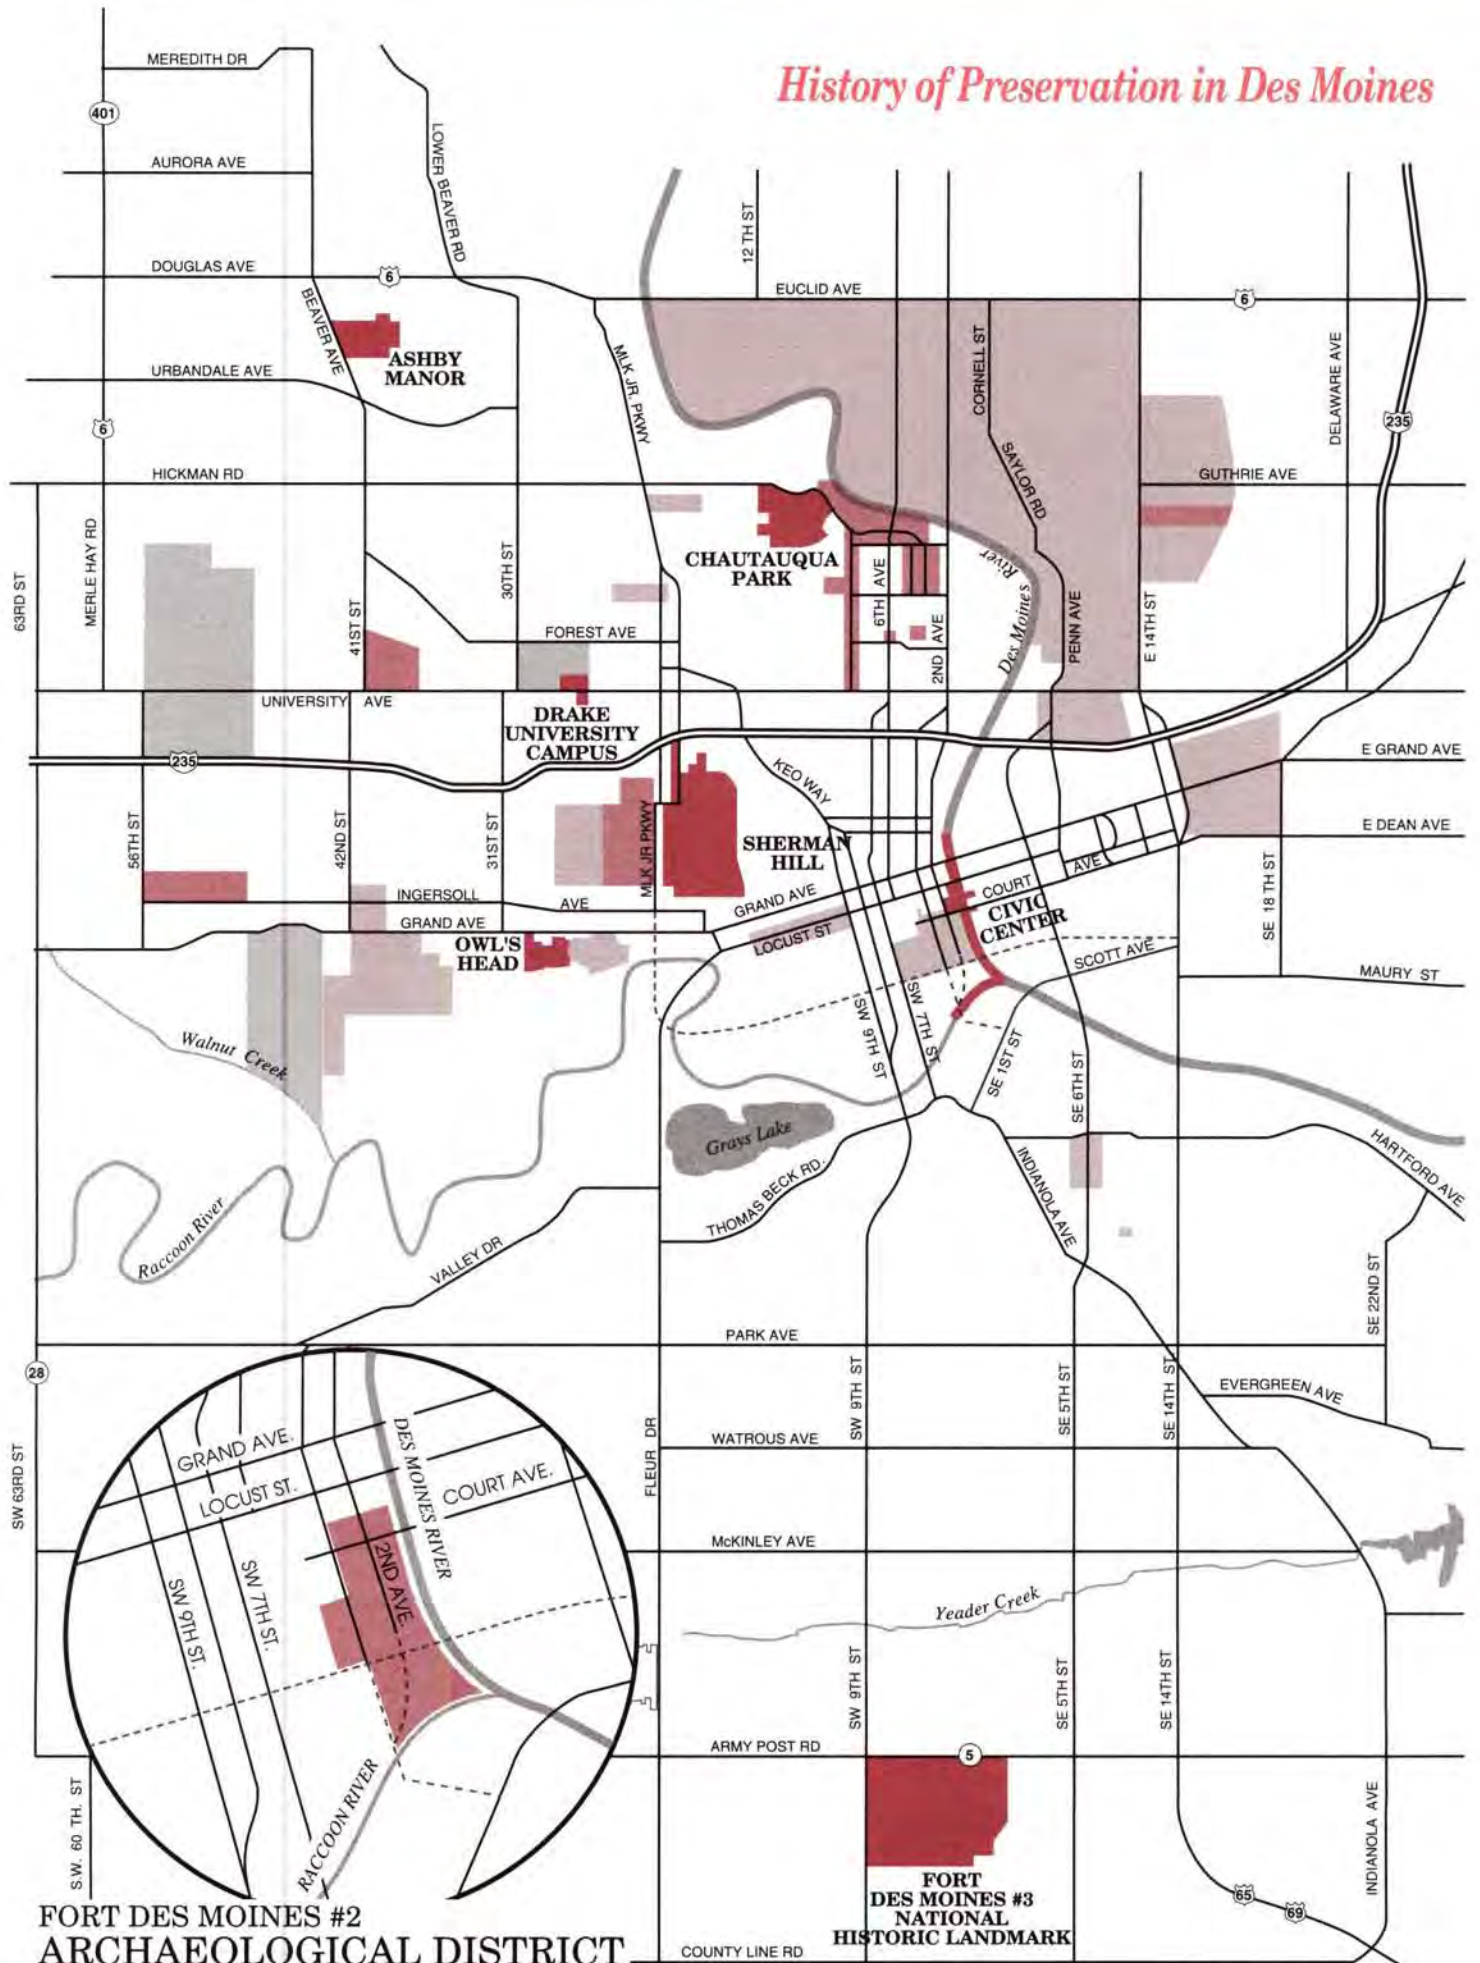 History of Preservation in Des Moines
MEREDITH DR
401
LOWER BEAVER RD
AURORA AVE
12 TH ST
DOUGLAS AVE
6
EUCLID AVE
6
BEAVER AVE
ASHBY
MANOR
URBANDALE AVE
MLK JR. PKWY
CORNELL ST
DELAWARE AVE
6
235
HICKMAN RD
SAYLOR RD
GUTHRIE AVE
63RD ST
MERLE HAY RD
41ST ST
30TH ST
CHAUTAUQUA
PARK
6TH AVE
2ND AVE
Des Moines River
PENN AVE
E 14TH ST
FOREST AVE
UNIVERSITY AVE
DRAKE
UNIVERSITY
CAMPUS
235
KEO WAY
E GRAND AVE
56TH ST
42ND ST
31ST ST
MLK JR PKWY
SHERMAN
HILL
E DEAN AVE
INGERSOLL AVE
GRAND AVE
COURT AVE
CIVIC
CENTER
SE 18 TH ST
GRAND AVE
LOCUST ST
OWL'S
HEAD
SCOTT AVE
MAURY ST
Walnut Creek
SW 9TH ST
SW 7TH ST
SE 1ST ST
SE 6TH ST
Grays Lake
HARTFORD AVE
THOMAS BECK RD.
INDIANOLA AVE
Raccoon River
VALLEY DR
SE 22ND ST
PARK AVE
28
SW 9TH ST
SE 5TH ST
SE 14TH ST
EVERGREEN AVE
WATROUS AVE
FLEUR DR
SW 63RD ST
GRAND AVE.
LOCUST ST.
DES MOINES RIVER
COURT AVE.
2ND AVE.
SW 9TH ST.
SW 7TH ST.
RACCOON RIVER
McKINLEY AVE
Yeader Creek
SW 9TH ST
SE 5TH ST
SE 14TH ST
ARMY POST RD
5
S.W. 60 TH. ST
INDIANOLA AVE
FORT
DES MOINES #3
NATIONAL
HISTORIC LANDMARK
65
69
FORT DES MOINES #2
ARCHAEOLOGICAL DISTRICT
COUNTY LINE RD